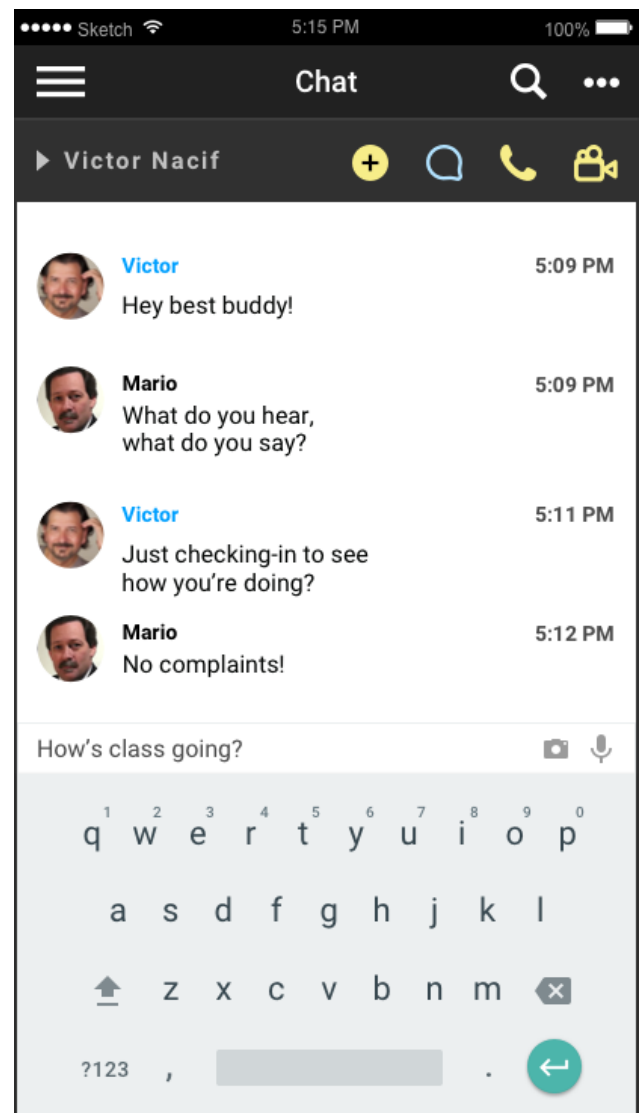 Sketch 5:15 PM 100%
Chat
Victor Nacif
Victor 5:09 PM
Hey best buddy!
Mario 5:09 PM
What do you hear,
what do you say?
Victor 5:11 PM
Just checking-in to see
how you’re doing?
Mario 5:12 PM
No complaints!
How’s class going?
1 2 3 4 5 6 7 8 9 0
q w e r t y u i o p
a s d f g h j k l
z x c v b n m
?123 , .